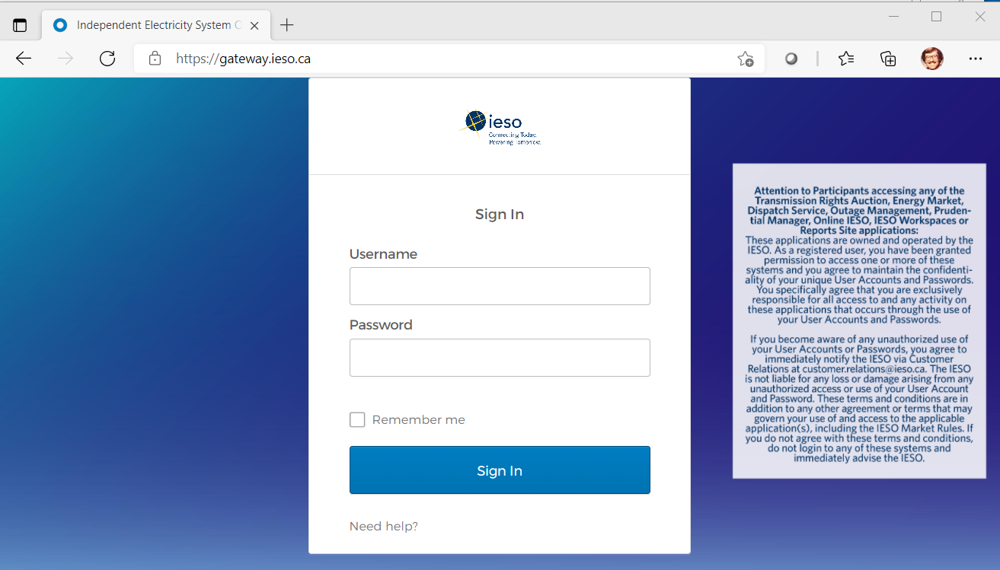 Independent Electricity System
https://gateway.ieso.ca
ieso
Connecting Today.
Powering Tomorrow.
Sign In
Username
Password
Remember me
Sign In
Need help?
Attention to Participants accessing any of the
Transmission Rights Auction, Energy Market,
Dispatch Service, Outage Management, Pruden-
tial Manager, Online IESO, IESO Workspaces or
Reports Site applications:
These applications are owned and operated by the
IESO. As a registered user, you have been granted
permission to access one or more of these
systems and you agree to maintain the confidenti-
ality of your unique User Accounts and Passwords.
You specifically agree that you are exclusively
responsible for all access to and any activity on
these applications that occurs through the use of
your User Accounts and Passwords.
If you become aware of any unauthorized use of
your User Accounts or Passwords, you agree to
immediately notify the IESO via Customer
Relations at customer.relations@ieso.ca. The IESO
is not liable for any loss or damage arising from any
unauthorized access or use of your User Account
and Password. These terms and conditions are in
addition to any other agreement or terms that may
govern your use of and access to the applicable
application(s), including the IESO Market Rules. If
you do not agree with these terms and conditions,
do not login to any of these systems and
immediately advise the IESO.